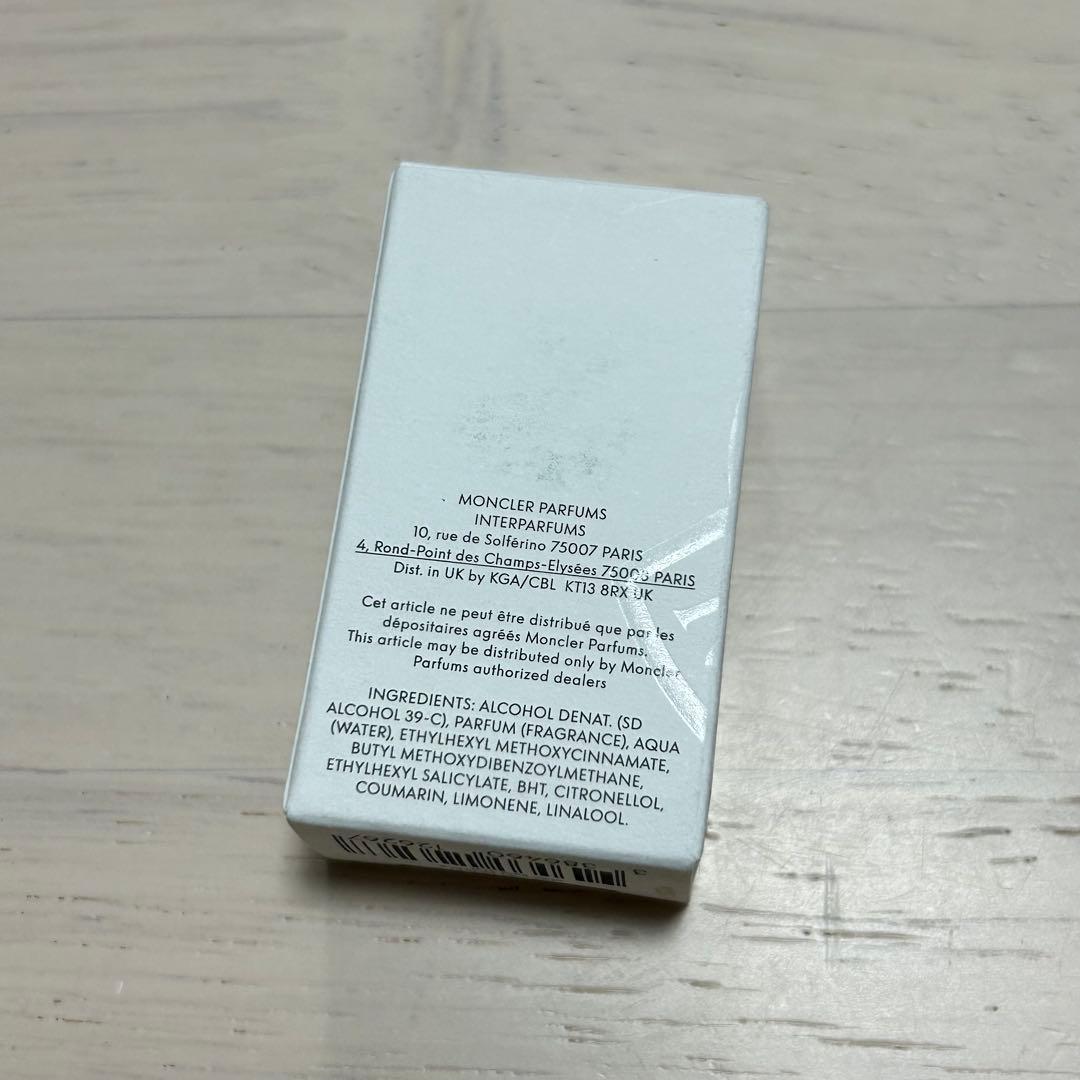 MONCLER PARFUMS
INTERPARFUMS
10, rue de Solférino 75007 PARIS
4, Rond-Point des Champs-Elysées 75008 PARIS
Dist. in UK by KGA/CBL KT13 8RX UK
Cet article ne peut être distribué que par les
dépositaires agréés Moncler Parfums.
This article may be distributed only by Moncler
Parfums authorized dealers
INGREDIENTS: ALCOHOL DENAT. (SD
ALCOHOL 39-C), PARFUM (FRAGRANCE), AQUA
(WATER), ETHYLHEXYL METHOXYCINNAMATE,
BUTYL METHOXYDIBENZOYLMETHANE,
ETHYLHEXYL SALICYLATE, BHT, CITRONELLOL,
COUMARIN, LIMONENE, LINALOOL.